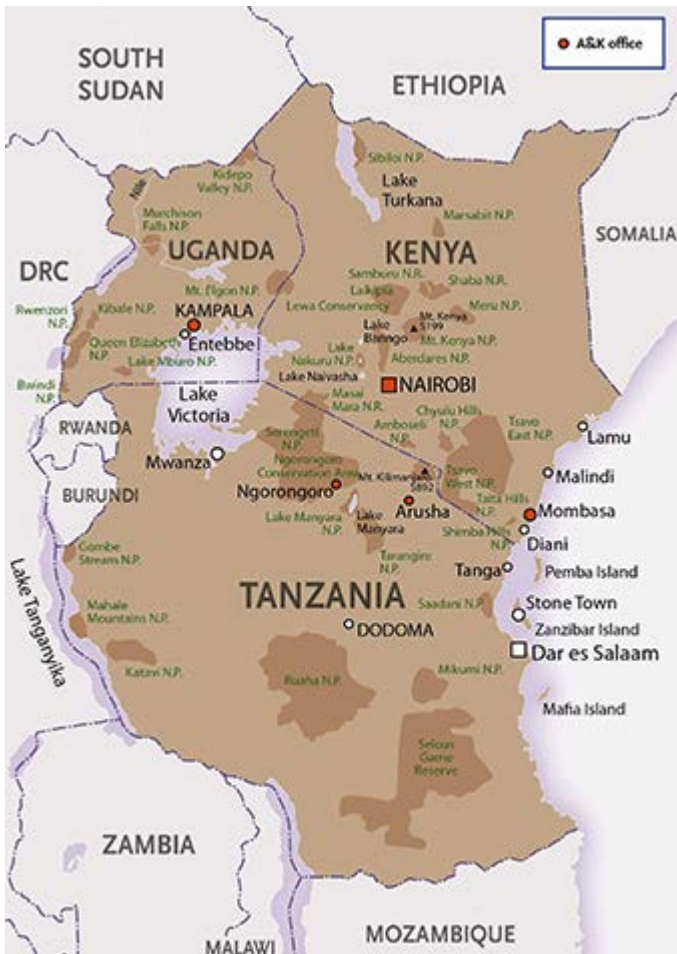 A&K office
SOUTH
SUDAN
ETHIOPIA
Kidepo
Valley N.P.
Sibiloi N.P.
Lake
Turkana
Nile
Murchison
Falls N.P.
Marsabit N.P.
SOMALIA
UGANDA
KENYA
DRC
Samburu N.R.
Shaba N.R.
Laikipia
Mt. Elgon N.P.
Lewa Conservancy
Meru N.P.
Rwenzori
N.P.
Kibale N.P.
KAMPALA
Mt. Kenya
5199
Lake
Baringo
Queen Elizabeth
N.P.
Entebbe
Mt. Kenya N.P.
Lake
Nakuru N.P.
Aberdares N.P.
Lake Mburo N.P.
Lake Naivasha
NAIROBI
Bwindi
N.P.
Lake
Victoria
Masai
Mara N.R.
Chyulu Hills
N.P.
Amboseli
N.P.
Tsavo
East N.P.
RWANDA
Serengeti
N.P.
Lamu
Mwanza
Ngorongoro
Conservation Area
Mt. Kilimanjaro
5892
Tsavo
West N.P.
Malindi
BURUNDI
Ngorongoro
Taita Hills
N.P.
Arusha
Mombasa
Lake Manyara
N.P.
Lake
Manyara
Shimba Hills
N.P.
Diani
Gombe
Stream N.P.
Tarangire
N.P.
Tanga
Pemba Island
Lake Tanganyika
TANZANIA
Saadani N.P.
Stone Town
Mahale
Mountains N.P.
DODOMA
Zanzibar Island
Dar es Salaam
Katavi N.P.
Ruaha N.P.
Mikumi N.P.
Mafia Island
Selous
Game
Reserve
ZAMBIA
MALAWI
MOZAMBIQUE